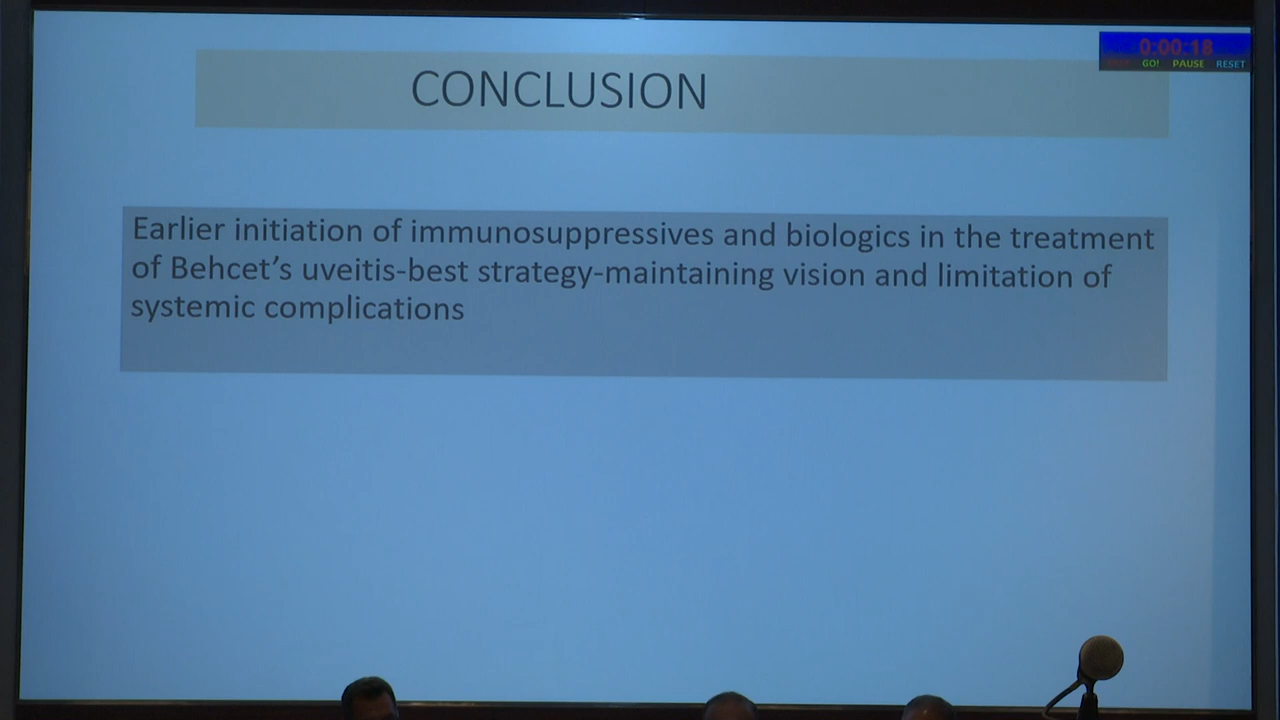 CONCLUSION
0:00:18
GO! PAUSE RESET
Earlier initiation of immunosuppressives and biologics in the treatment
of Behcet’s uveitis-best strategy-maintaining vision and limitation of
systemic complications